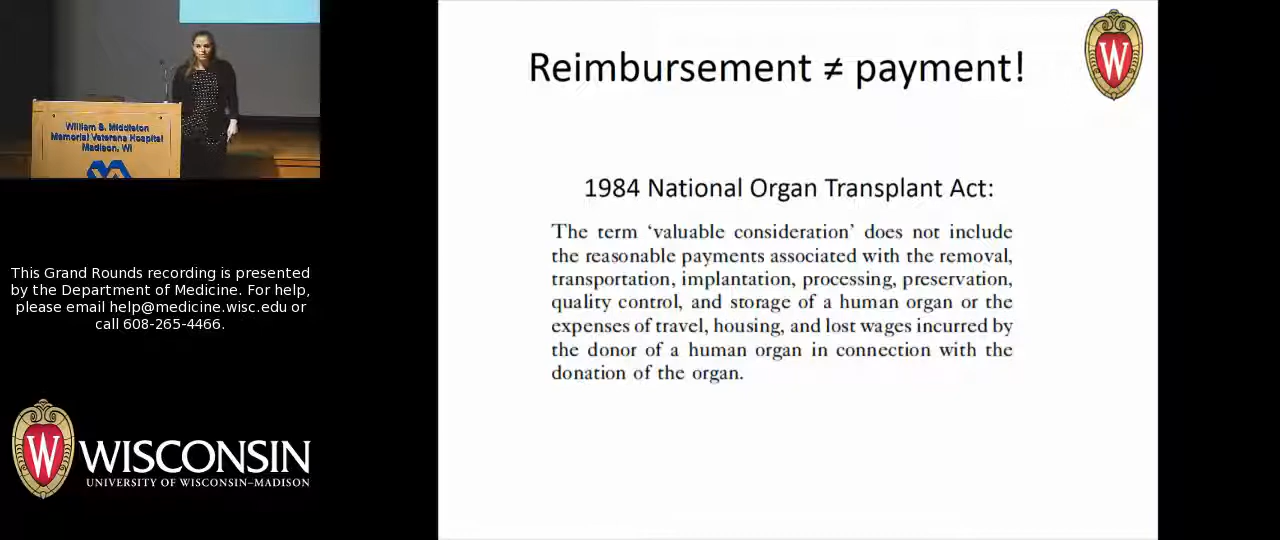 William S. Middleton
Memorial Veterans Hospital
Madison, WI
This Grand Rounds recording is presented
by the Department of Medicine. For help,
please email help@medicine.wisc.edu or
call 608-265-4466.
W WISCONSIN
UNIVERSITY OF WISCONSIN–MADISON
Reimbursement ≠ payment!
W
1984 National Organ Transplant Act:
The term ‘valuable consideration’ does not include
the reasonable payments associated with the removal,
transportation, implantation, processing, preservation,
quality control, and storage of a human organ or the
expenses of travel, housing, and lost wages incurred by
the donor of a human organ in connection with the
donation of the organ.